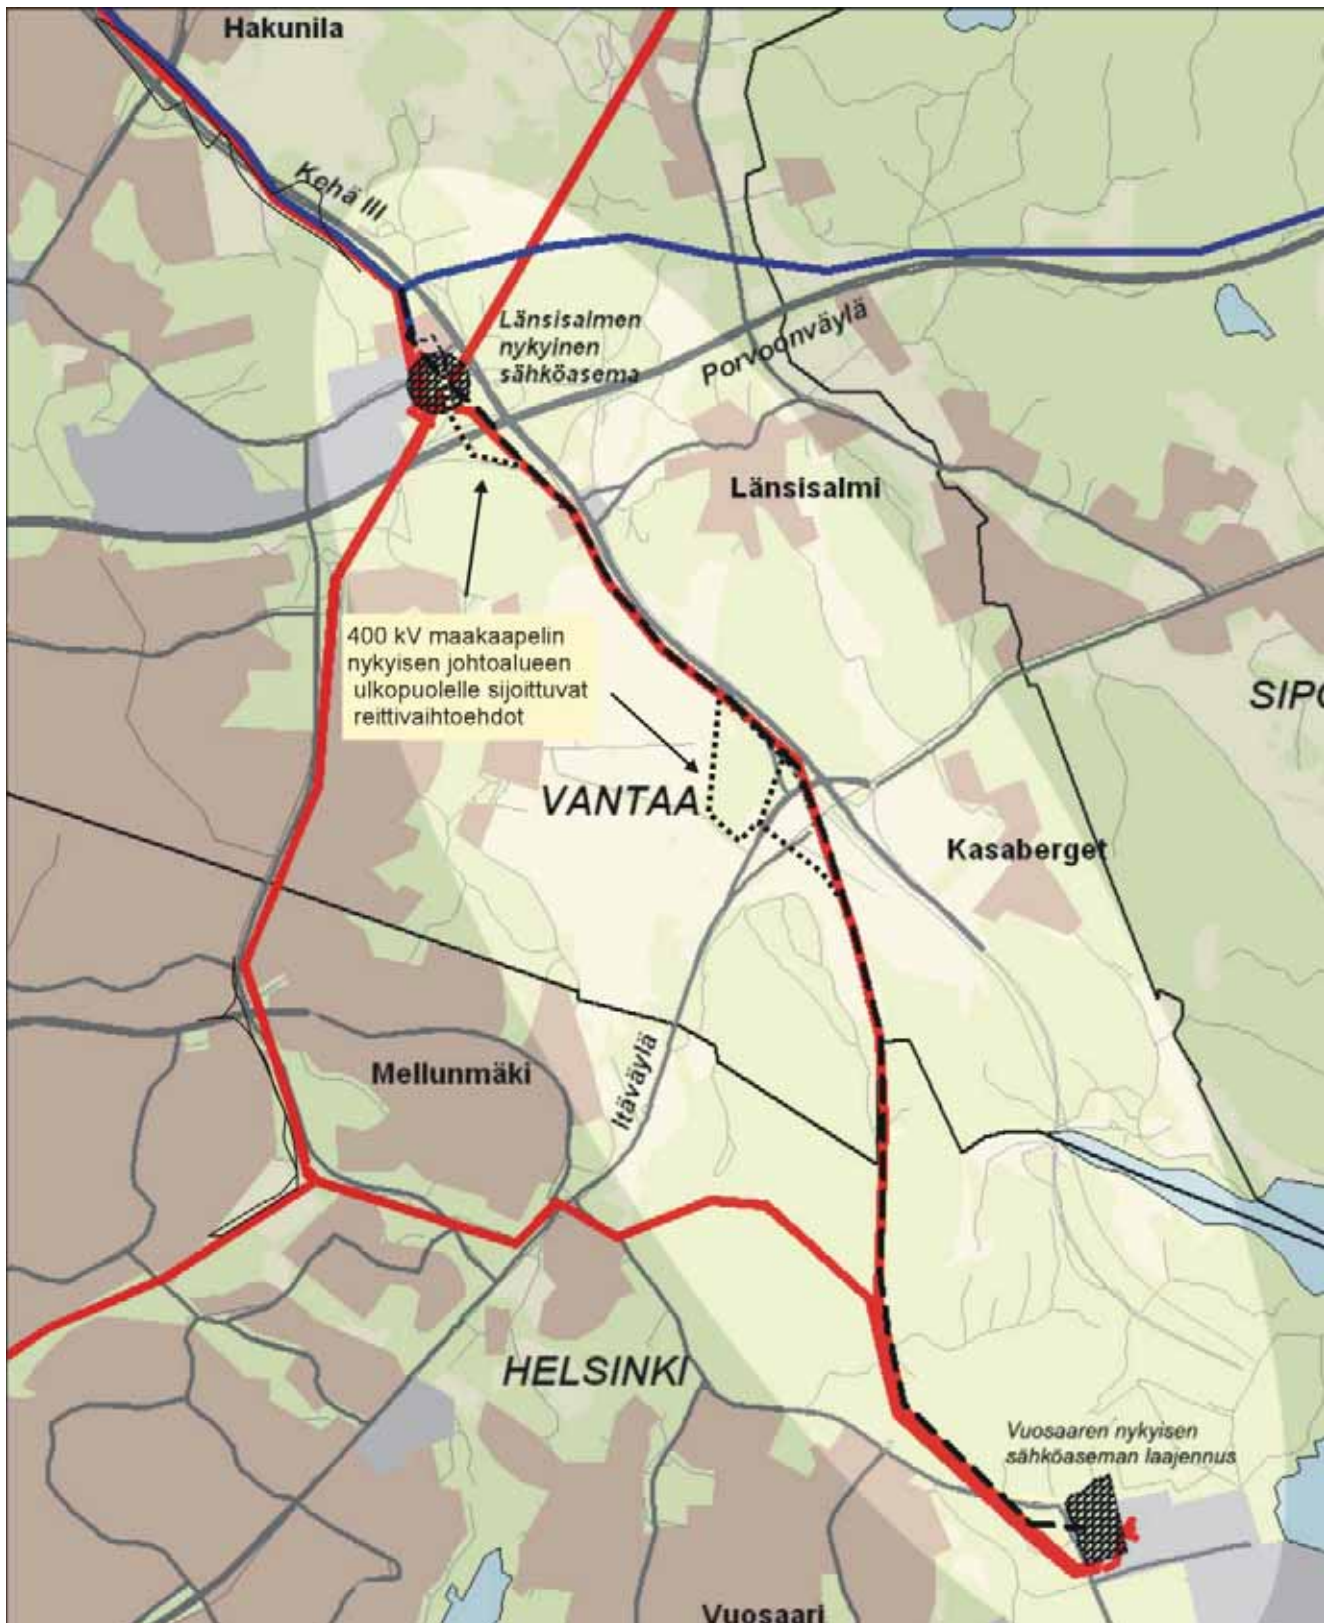 Hakunila
Kehä III
Länsisalmen
nykyinen
sähköasema
Porvoonväylä
Länsisalmi
400 kV maakaapelin
nykyisen johtoalueen
ulkopuolelle sijoittuvat
reittivaihtoehdot
SIPO
VANTAA
Kasaberget
Mellunmäki
Itäväylä
HELSINKI
Vuosaaren nykyisen
sähköaseman laajennus
Vuosaari